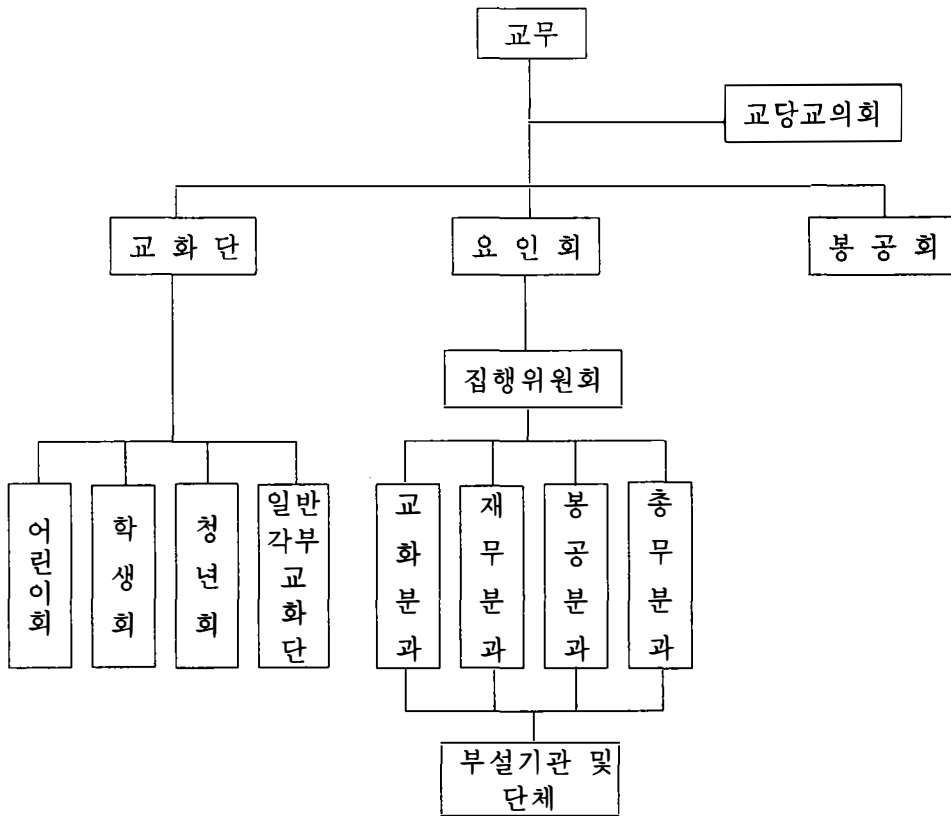 교무
교당교의회
교 화 단
요 인 회
봉 공 회
집행위원회
어린이회
학생회
청년회
일반
각부
교화단
교화분과
재무분과
봉공분과
총무분과
부설기관 및
단체